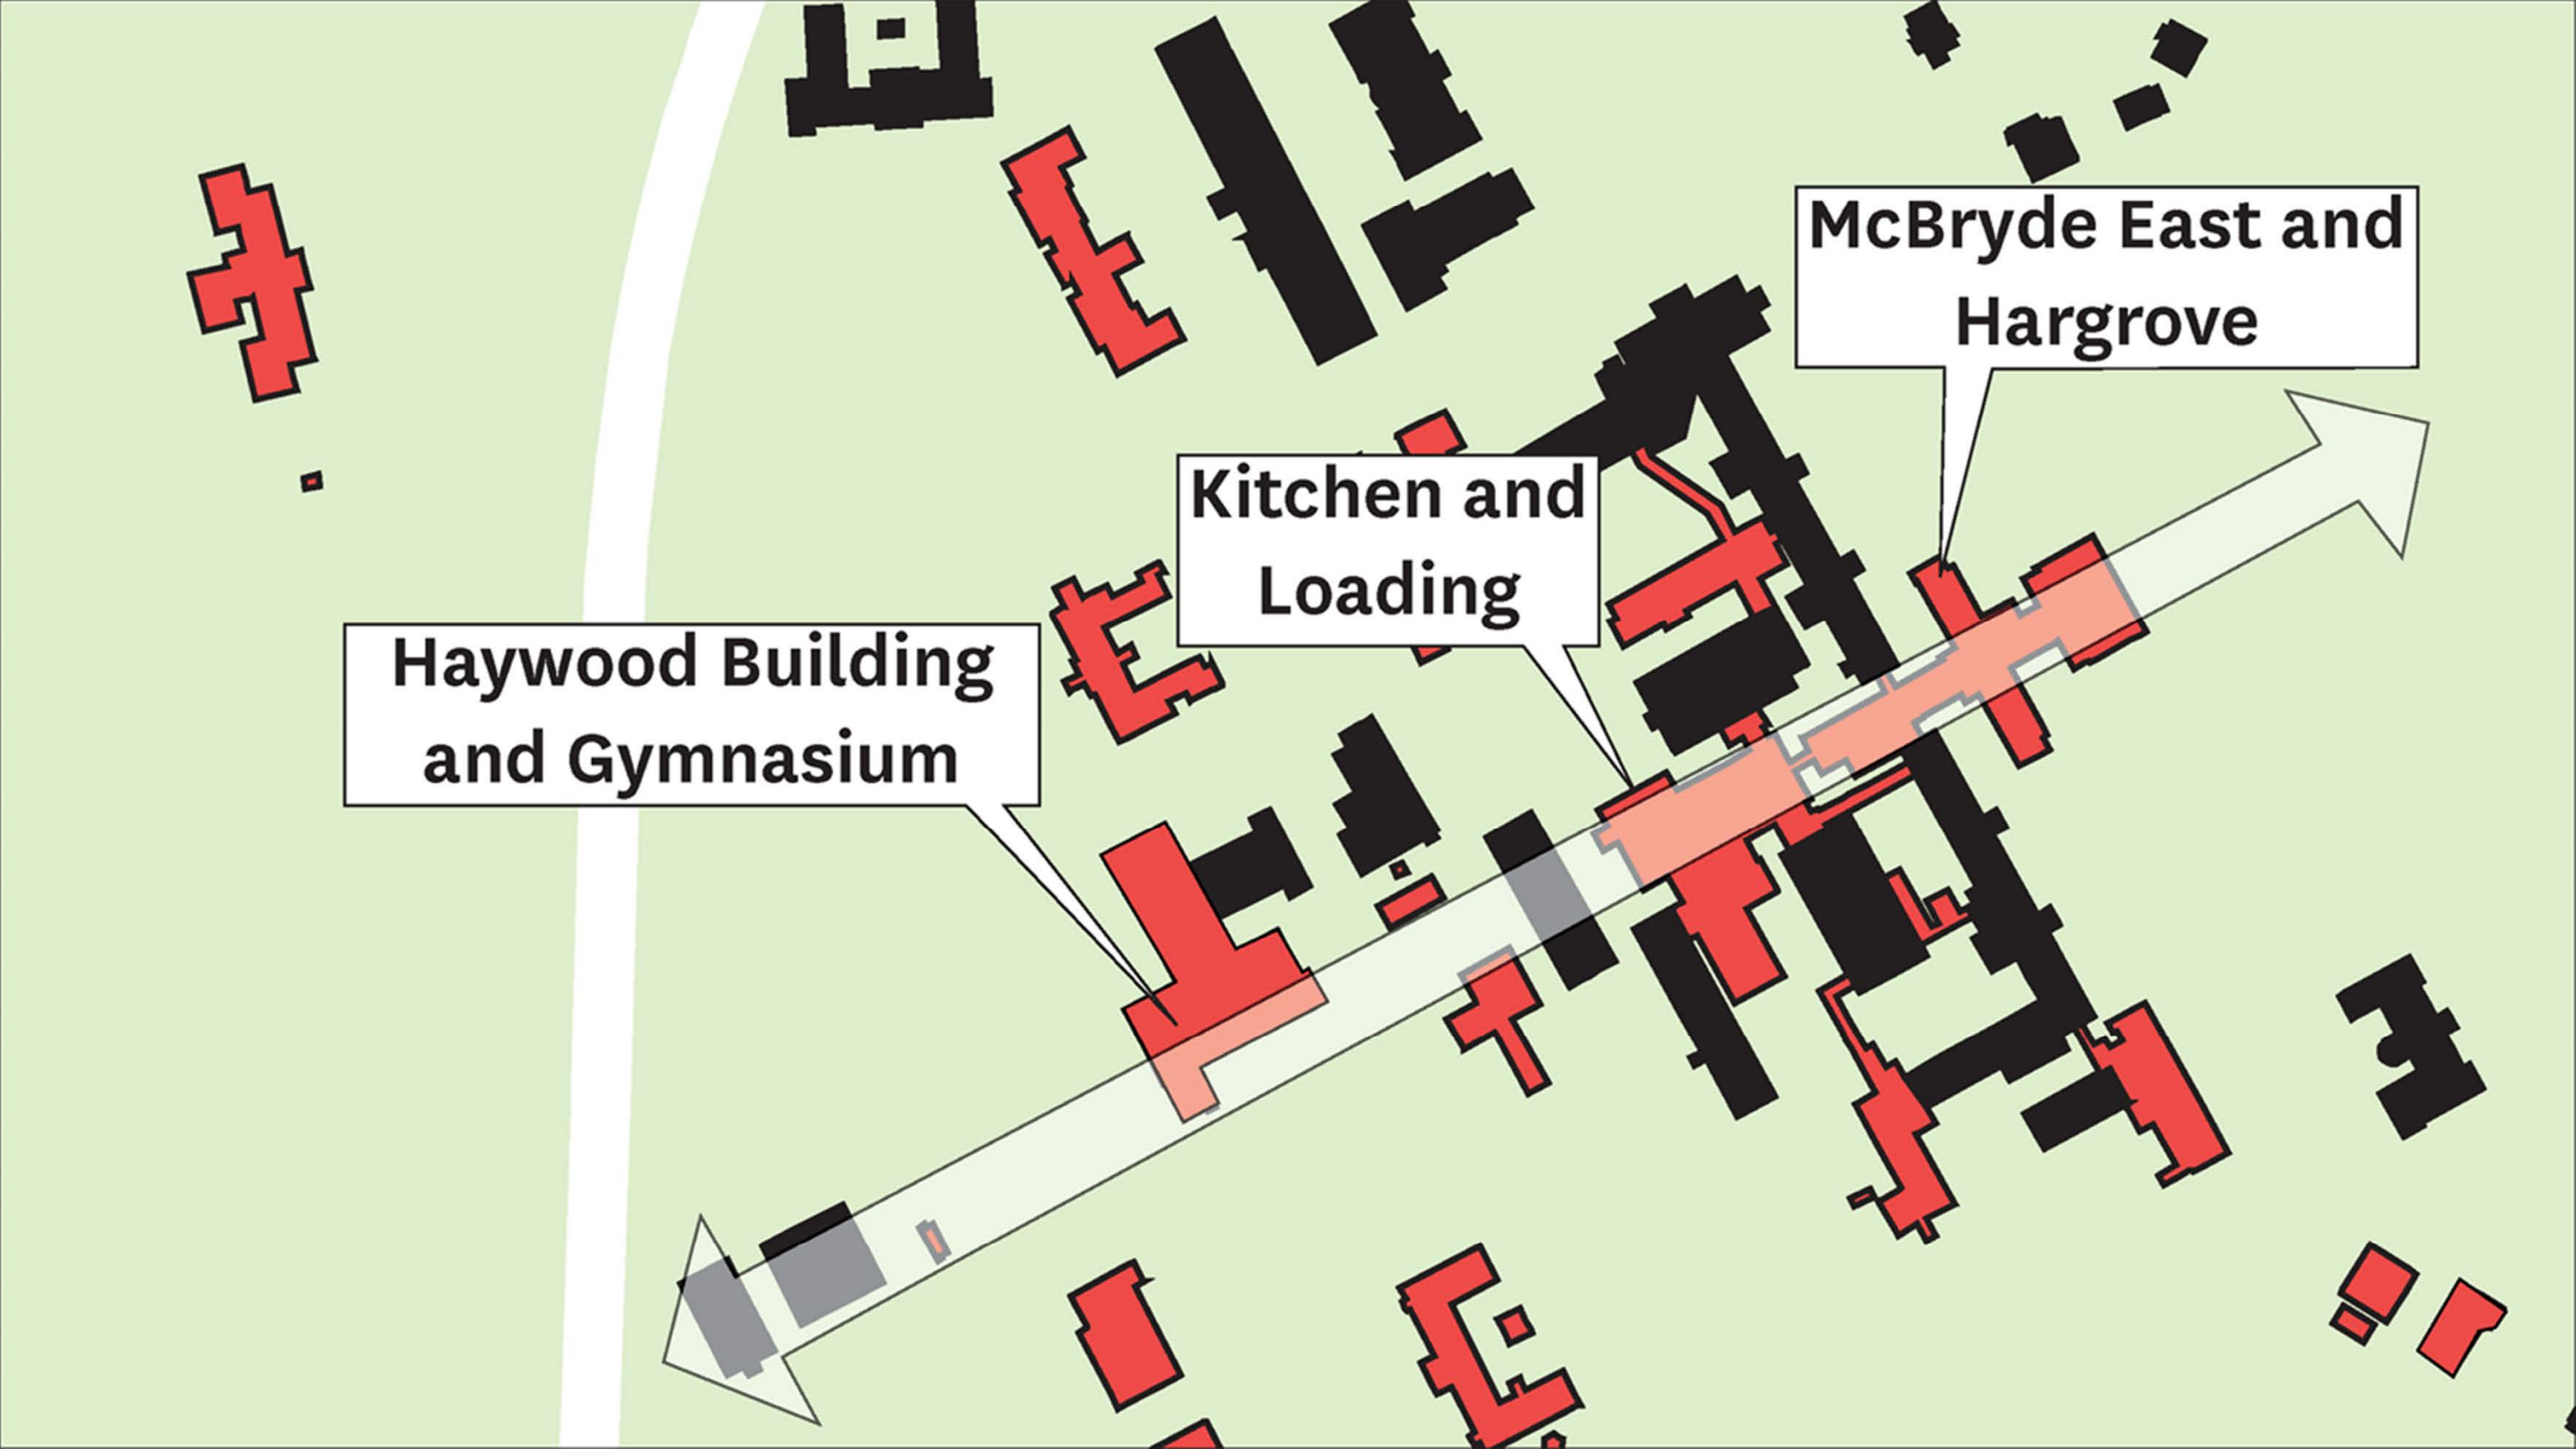 McBryde East and
Hargrove
Kitchen and
Loading
Haywood Building
and Gymnasium